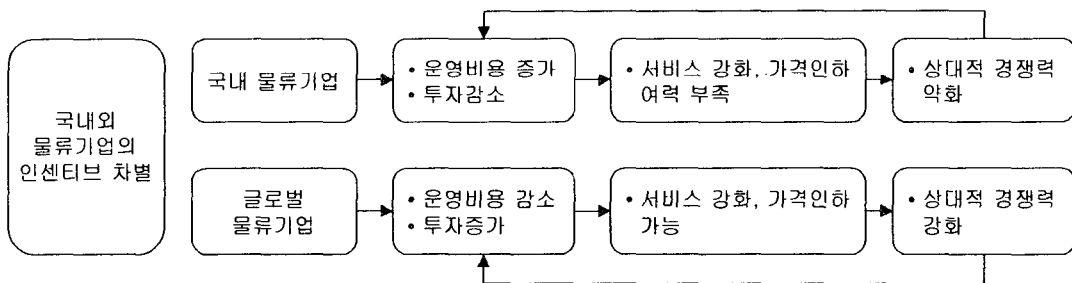 국내외
물류기업의
인센티브 차별
국내 물류기업
• 운영비용 증가
• 투자감소
• 서비스 강화, 가격인하
여력 부족
• 상대적 경쟁력
약화
글로벌
물류기업
• 운영비용 감소
• 투자증가
• 서비스 강화, 가격인하
가능
• 상대적 경쟁력
강화